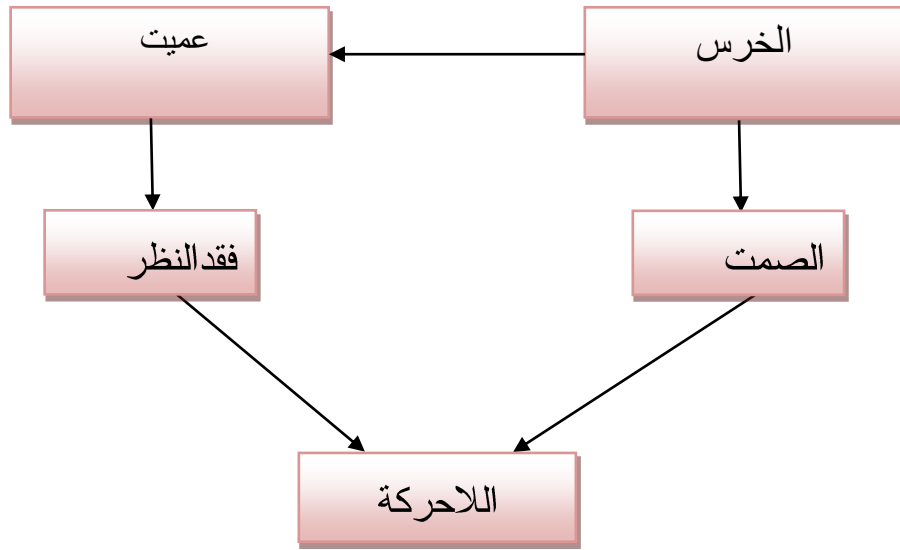 الخرس
عميت
الصمت
فقدالنظر
اللاحركة